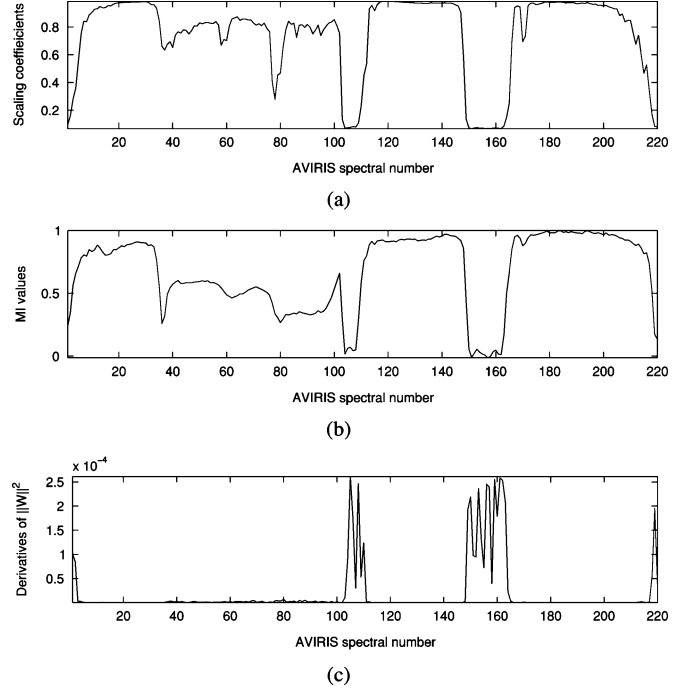 Scaling coeffieicients
0.8
0.6
0.4
0.2
20 40 60 80 100 120 140 160 180 200 220
AVIRIS spectral number
(a)
MI values
1
0.5
0
20 40 60 80 100 120 140 160 180 200 220
AVIRIS spectral number
(b)
x 10⁻⁴
Derivatives of ||W||²
2.5
2
1.5
1
0.5
20 40 60 80 100 120 140 160 180 200 220
AVIRIS spectral number
(c)